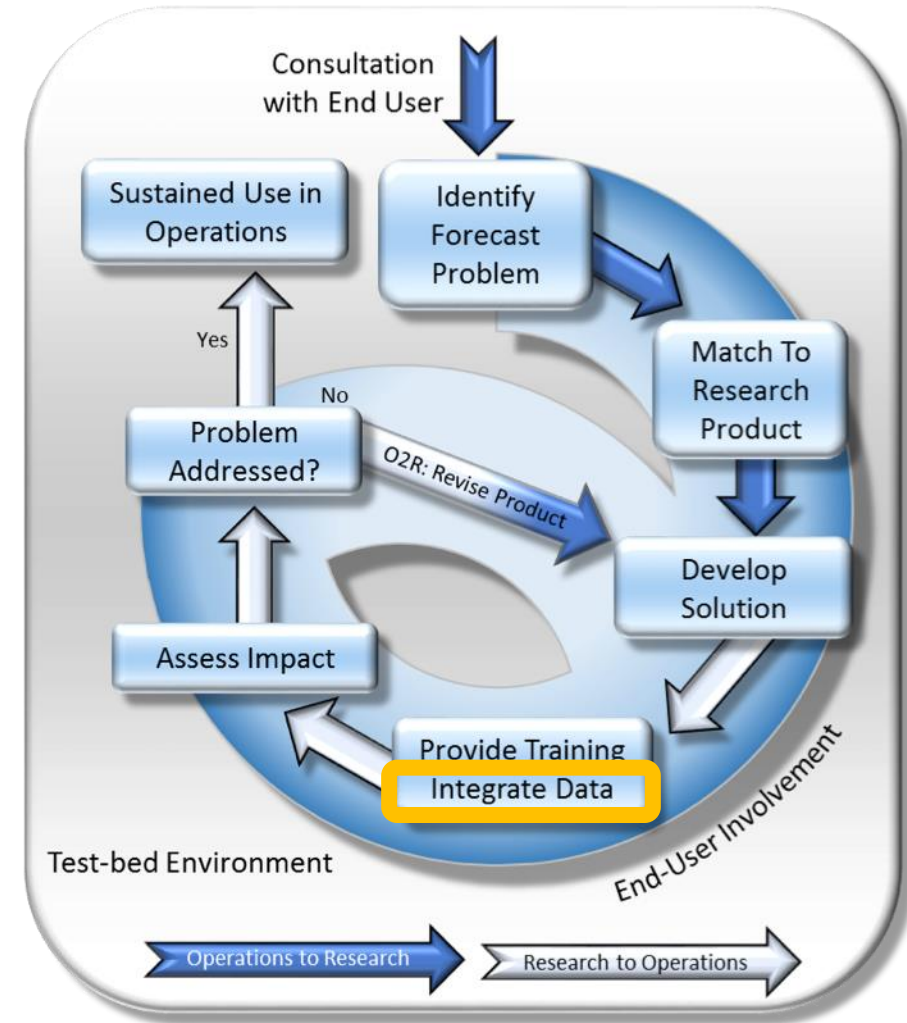 Consultation
with End User
Sustained Use in
Operations
Identify
Forecast
Problem
Yes
Match To
Research
Product
No
Problem
Addressed?
O2R: Revise Product
Develop
Solution
Assess Impact
Provide Training
Integrate Data
End-User Involvement
Test-bed Environment
Operations to Research
Research to Operations